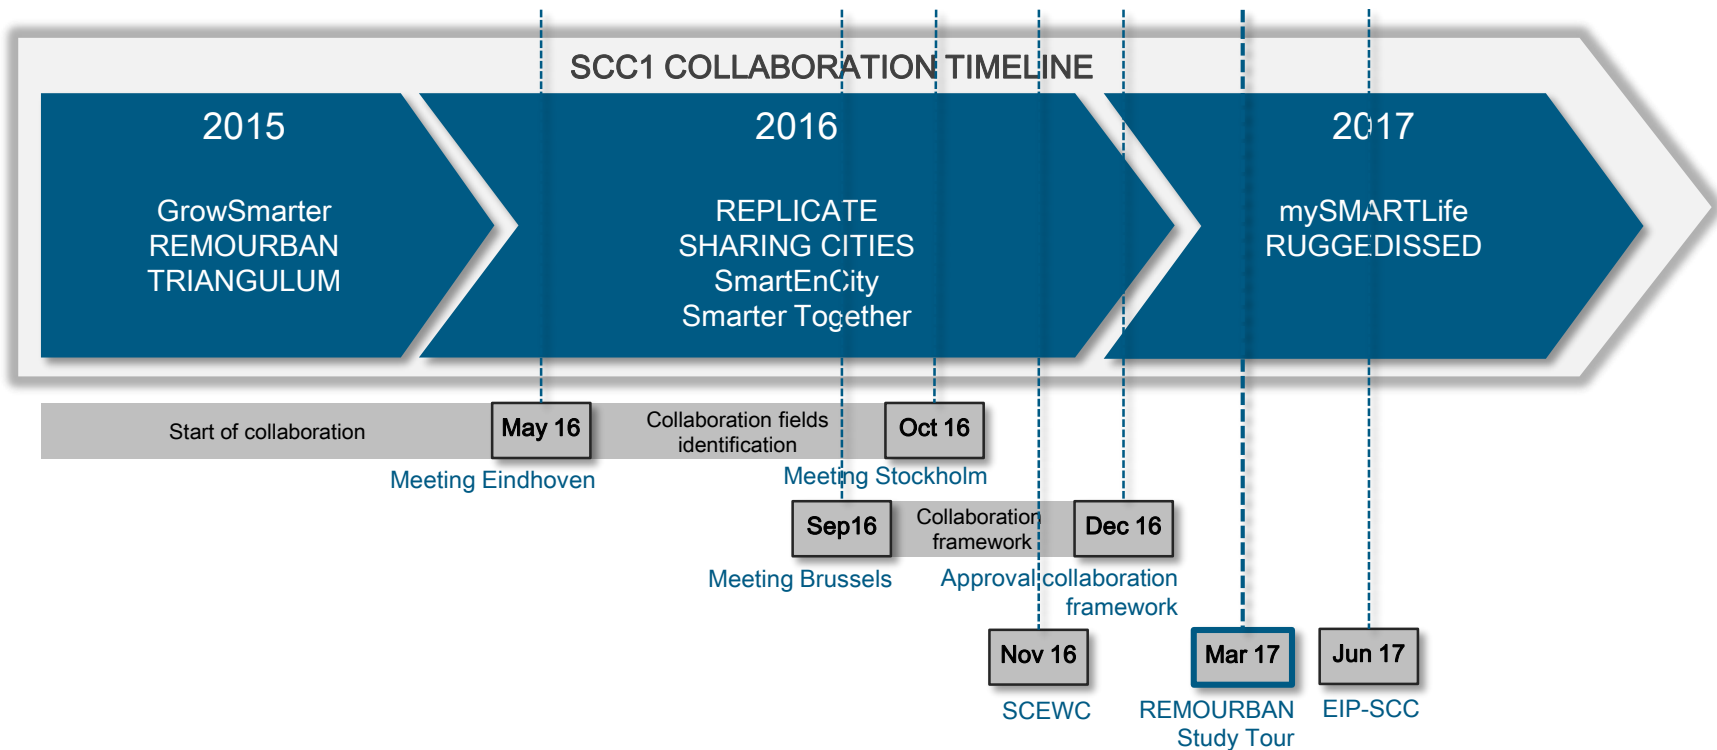 SCC1 COLLABORATION TIMELINE
2015
GrowSmarter
REMOURBAN
TRIANGULUM
2016
REPLICATE
SHARING CITIES
SmartEnCity
Smarter Together
2017
mySMARTLife
RUGGEDISSED
Start of collaboration
May 16
Collaboration fields
identification
Oct 16
Meeting Eindhoven
Meeting Stockholm
Sep16
Collaboration
framework
Dec 16
Meeting Brussels
Approval collaboration
framework
Nov 16
Mar 17
Jun 17
SCEWC
REMOURBAN
Study Tour
EIP-SCC